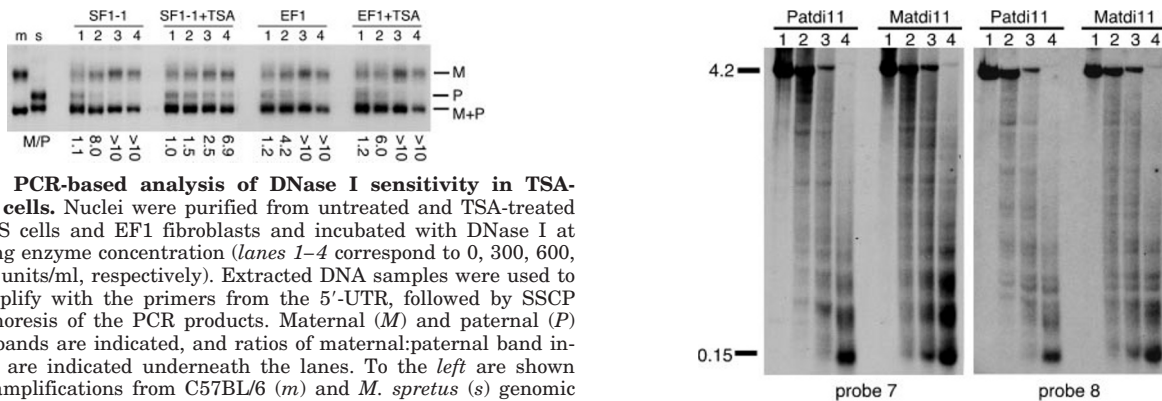 SF1-1 SF1-1+TSA EF1 EF1+TSA
m s 1 2 3 4 1 2 3 4 1 2 3 4 1 2 3 4
M
P
M+P
M/P 1.1 8.0 >10 >10 1.0 1.5 2.5 6.9 1.2 4.2 >10 >10 1.2 6.0 >10 >10
PCR-based analysis of DNase I sensitivity in TSA-
cells. Nuclei were purified from untreated and TSA-treated
S cells and EF1 fibroblasts and incubated with DNase I at
ng enzyme concentration (lanes 1–4 correspond to 0, 300, 600,
units/ml, respectively). Extracted DNA samples were used to
plify with the primers from the 5′-UTR, followed by SSCP
horesis of the PCR products. Maternal (M) and paternal (P)
bands are indicated, and ratios of maternal:paternal band in-
are indicated underneath the lanes. To the left are shown
amplifications from C57BL/6 (m) and M. spretus (s) genomic
Patdi11 Matdi11 Patdi11 Matdi11
1 2 3 4 1 2 3 4 1 2 3 4 1 2 3 4
4.2
0.15
probe 7 probe 8